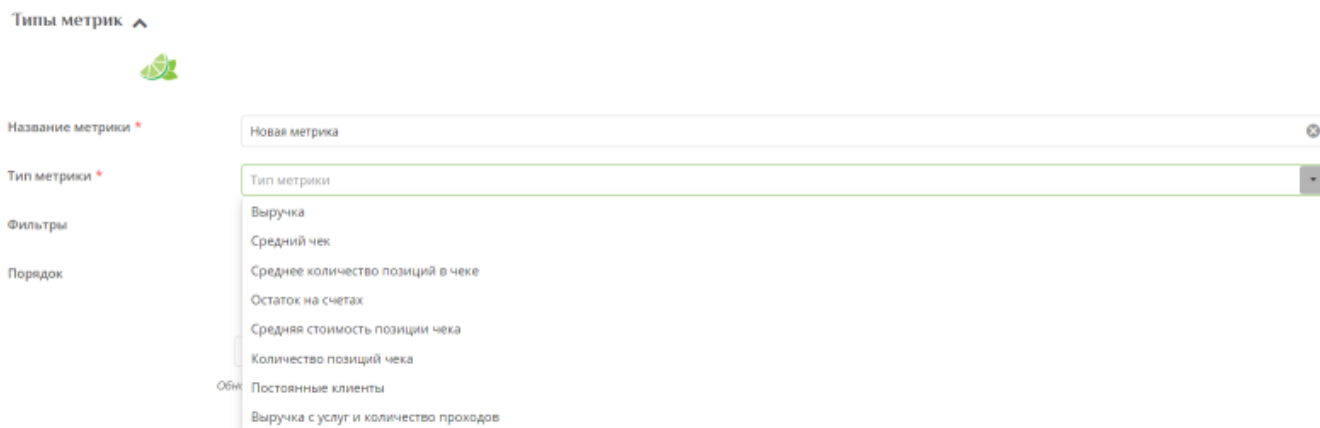 Типы метрик
Название метрики *
Новая метрика
Тип метрики *
Тип метрики
Выручка
Фильтры
Средний чек
Порядок
Среднее количество позиций в чеке
Остаток на счетах
Средняя стоимость позиции чека
Количество позиций чека
Постоянные клиенты
Выручка с услуг и количество проходов